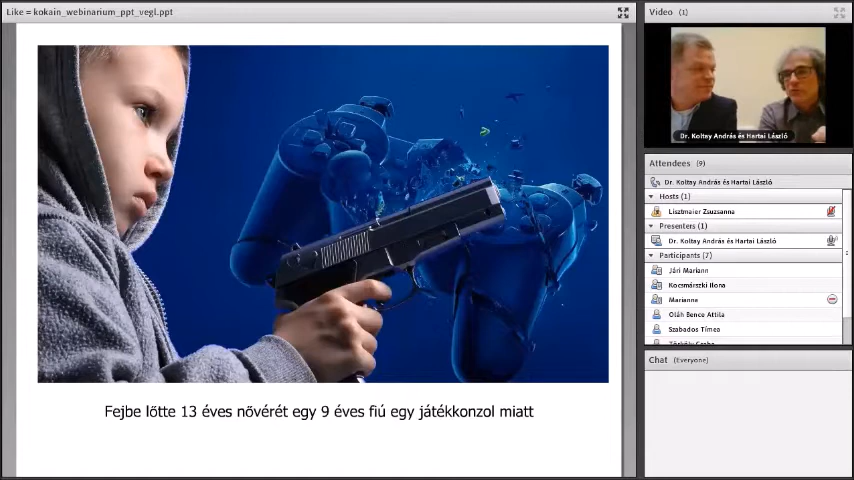 Like = kokain_webinarium_ppt_vegl.ppt
Fejbe lőtte 13 éves nővérét egy 9 éves fiú egy játékkonzol miatt
Video (1)
Dr. Koltay András és Hartai László
Attendees (9)
Dr. Koltay András és Hartai László
Hosts (1)
Lisztmaier Zsuzsanna
Presenters (1)
Dr. Koltay András és Hartai László
Participants (7)
Jári Mariann
Kocsmárszki Ilona
Marianna
Oláh Bence Attila
Szabados Tímea
Chat (Everyone)